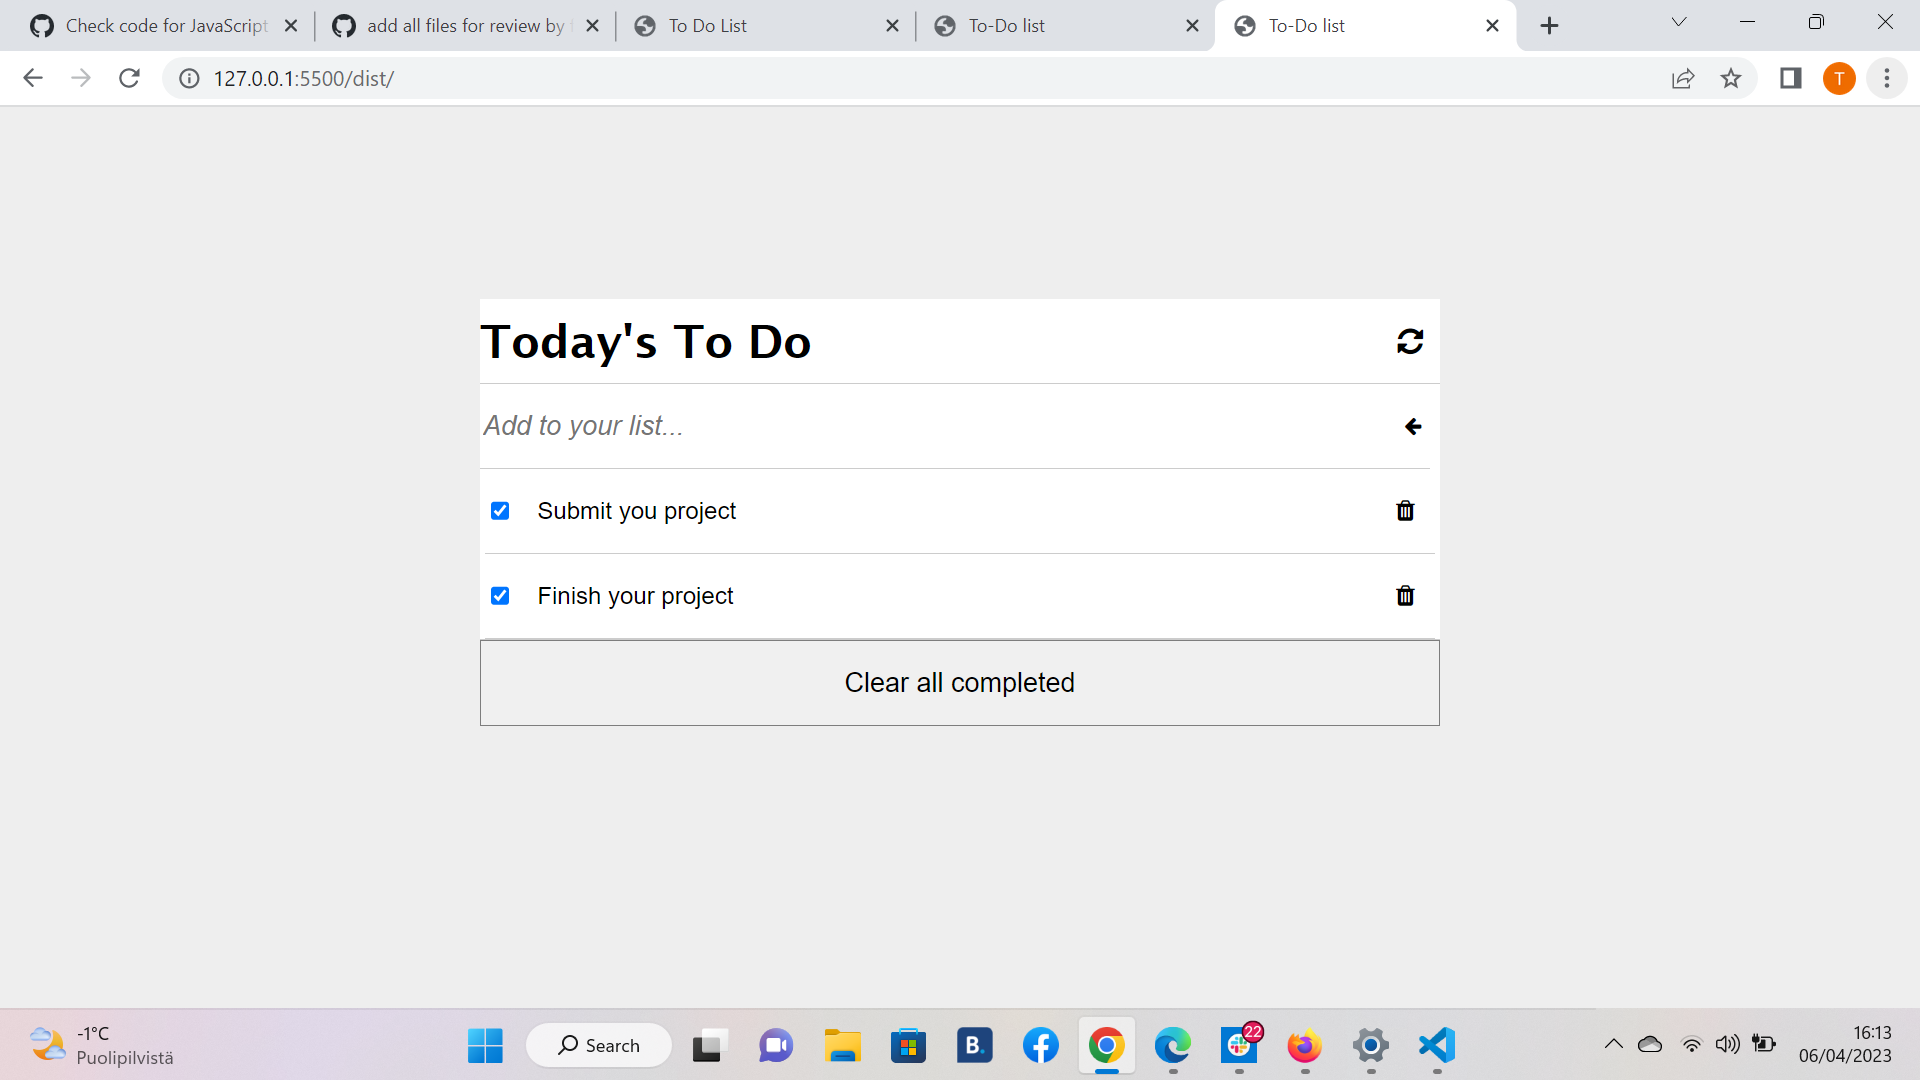 Check code for JavaScript
add all files for review by
To Do List
To-Do list
To-Do list
127.0.0.1:5500/dist/
T
Today's To Do
Add to your list...
Submit you project
Finish your project
Clear all completed
-1°C
Puolipilvistä
Search
B.
22
16:13
06/04/2023